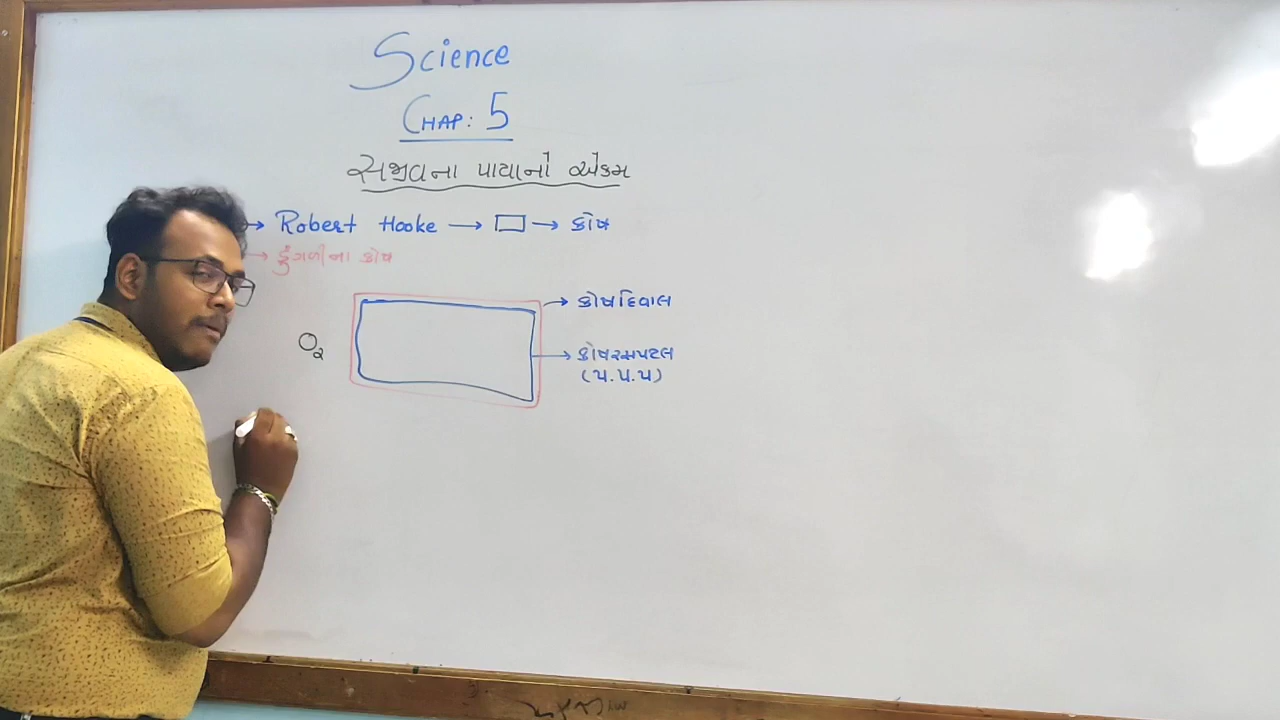 Science
CHAP: 5
સજીવના પાયાનો એકમ
→ Robert Hooke → □ → કોષ
→ ડુંગળીના કોષ
→ કોષદિવાલ
O₂
→ કોષરસપટલ
(પ.પ.પ)